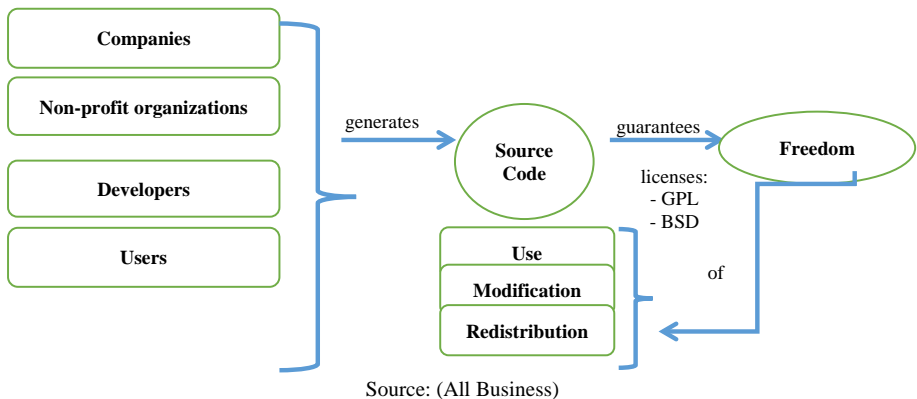 Companies
Non-profit organizations
Developers
Users
generates
Source
Code
guarantees
licenses:
- GPL
- BSD
Freedom
of
Use
Modification
Redistribution
Source: (All Business)